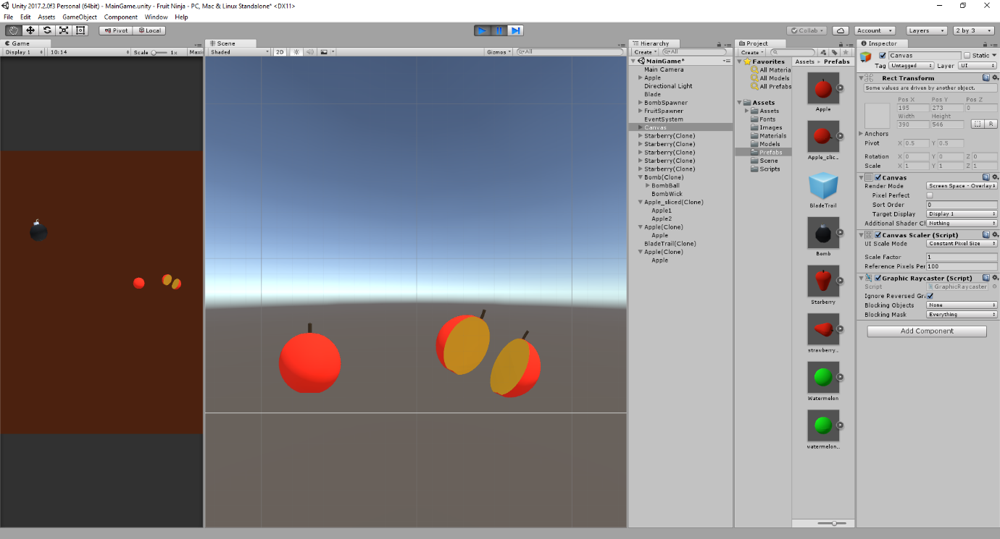 Unity 2017.2.0f3 Personal (64bit) - MainGame.unity - Fruit Ninja - PC, Mac & Linux Standalone* <DX11>
File Edit Assets GameObject Component Window Help
Pivot Local
Collab Account Layers 2 by 3
Game
Display 1 10:14 Scale 1x Maxi
Scene
Shaded 2D Gizmos All
Hierarchy
Create All
MainGame*
Main Camera
Apple
Directional Light
Blade
BombSpawner
FruitSpawner
EventSystem
Canvas
Starberry(Clone)
Starberry(Clone)
Starberry(Clone)
Starberry(Clone)
Starberry(Clone)
Bomb(Clone)
BombBall
BombWick
Apple_sliced(Clone)
Apple1
Apple2
Apple(Clone)
Apple
BladeTrail(Clone)
Apple(Clone)
Apple
Project
Create
Favorites
All Materia
All Models
All Prefabs
Assets
Assets
Fonts
Images
Materials
Models
Prefabs
Scene
Scripts
Assets Prefabs
Apple
Apple_slic...
BladeTrail
Bomb
Starberry
strawberry...
Watermelon
watermelon...
Inspector
Canvas Static
Tag Untagged Layer UI
Rect Transform
Some values are driven by another object.
Pos X Pos Y Pos Z
195 273 0
Width Height
390 546 R
Anchors
Pivot X 0.5 Y 0.5
Rotation X 0 Y 0 Z 0
Scale X 1 Y 1 Z 1
Canvas
Render Mode Screen Space - Overlay
Pixel Perfect
Sort Order 0
Target Display Display 1
Additional Shader Cl Nothing
Canvas Scaler (Script)
UI Scale Mode Constant Pixel Size
Scale Factor 1
Reference Pixels Per 100
Graphic Raycaster (Script)
Script GraphicRaycaster
Ignore Reversed Gra
Blocking Objects None
Blocking Mask Everything
Add Component